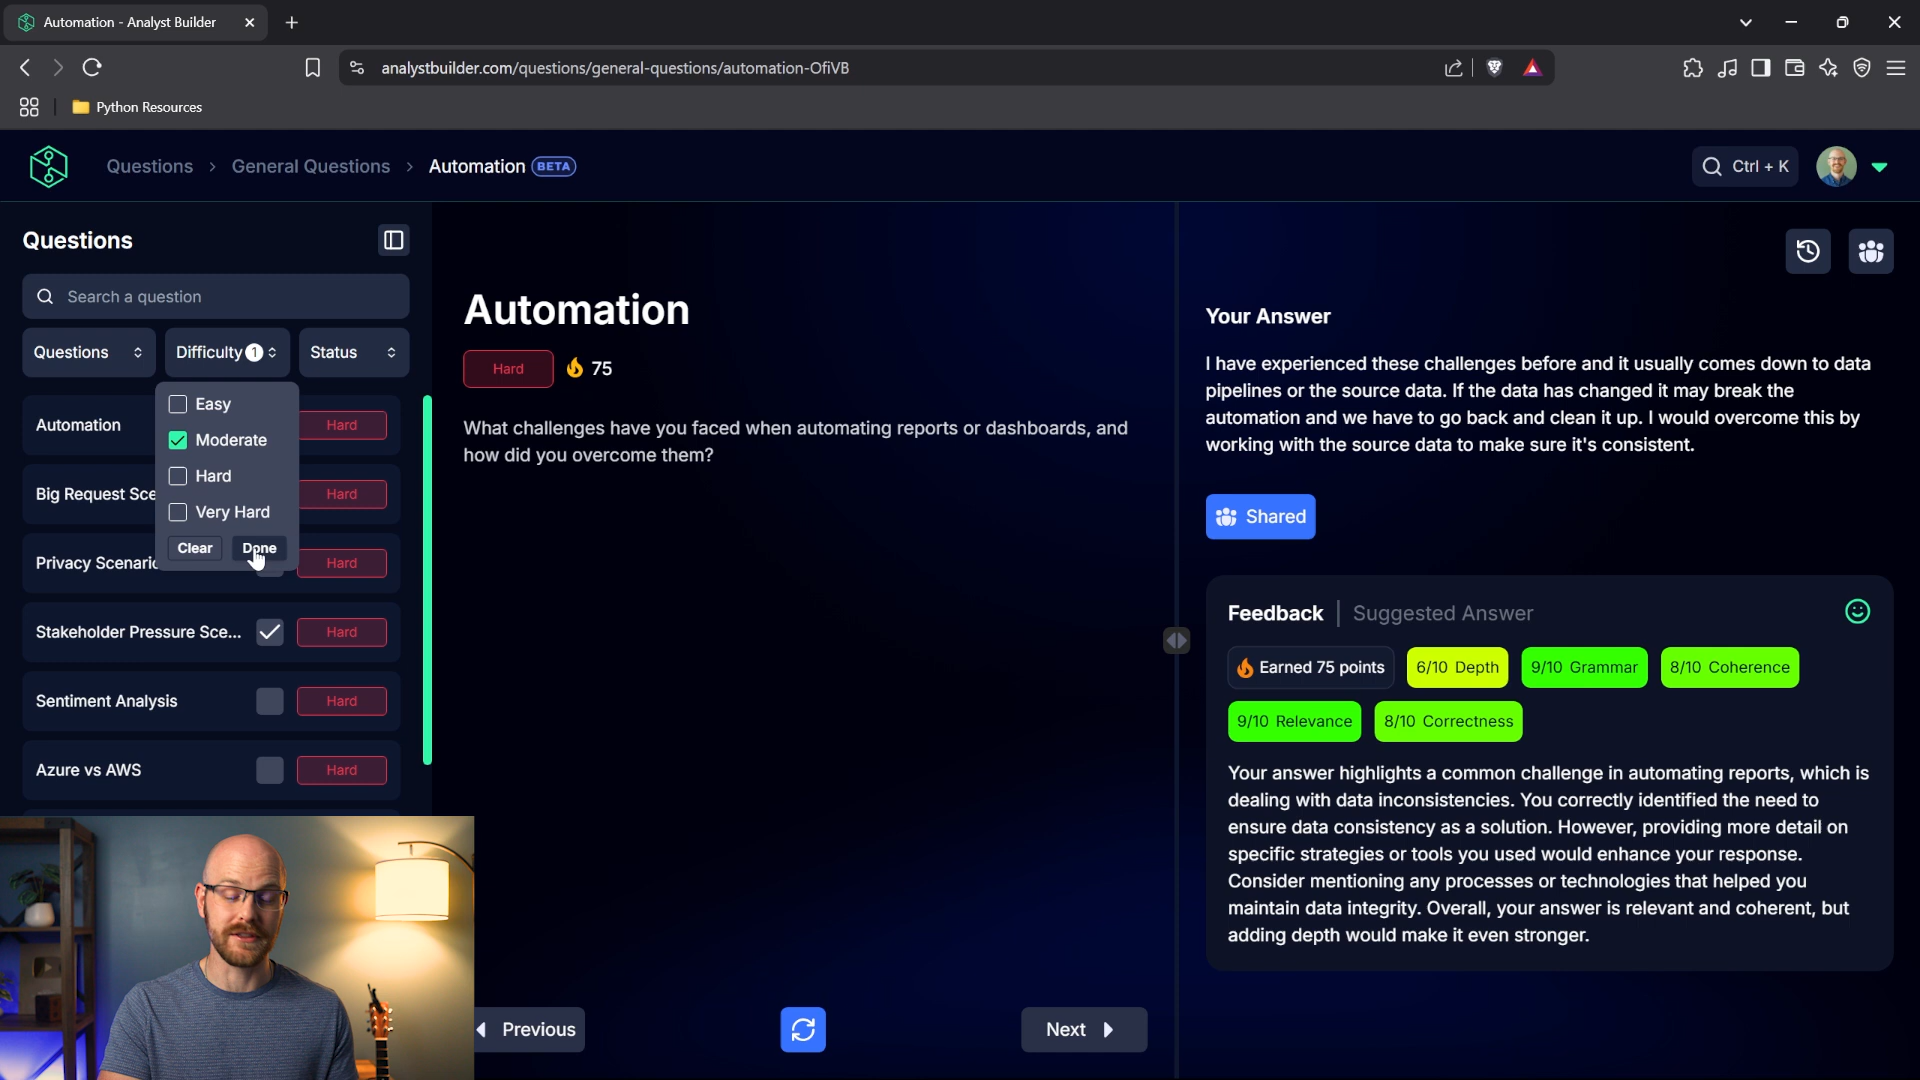 Automation - Analyst Builder
analystbuilder.com/questions/general-questions/automation-OfiVB
Python Resources
Questions > General Questions > Automation BETA
Ctrl + K
Questions
Search a question
Questions
Difficulty 1
Status
Easy
Moderate
Hard
Very Hard
Clear
Done
Automation
Hard
Big Request Sce
Hard
Privacy Scenario
Hard
Stakeholder Pressure Sce...
Hard
Sentiment Analysis
Hard
Azure vs AWS
Hard
Automation
Hard
75
What challenges have you faced when automating reports or dashboards, and
how did you overcome them?
Previous
Next
Your Answer
I have experienced these challenges before and it usually comes down to data
pipelines or the source data. If the data has changed it may break the
automation and we have to go back and clean it up. I would overcome this by
working with the source data to make sure it's consistent.
Shared
Feedback | Suggested Answer
Earned 75 points
6/10 Depth
9/10 Grammar
8/10 Coherence
9/10 Relevance
8/10 Correctness
Your answer highlights a common challenge in automating reports, which is
dealing with data inconsistencies. You correctly identified the need to
ensure data consistency as a solution. However, providing more detail on
specific strategies or tools you used would enhance your response.
Consider mentioning any processes or technologies that helped you
maintain data integrity. Overall, your answer is relevant and coherent, but
adding depth would make it even stronger.